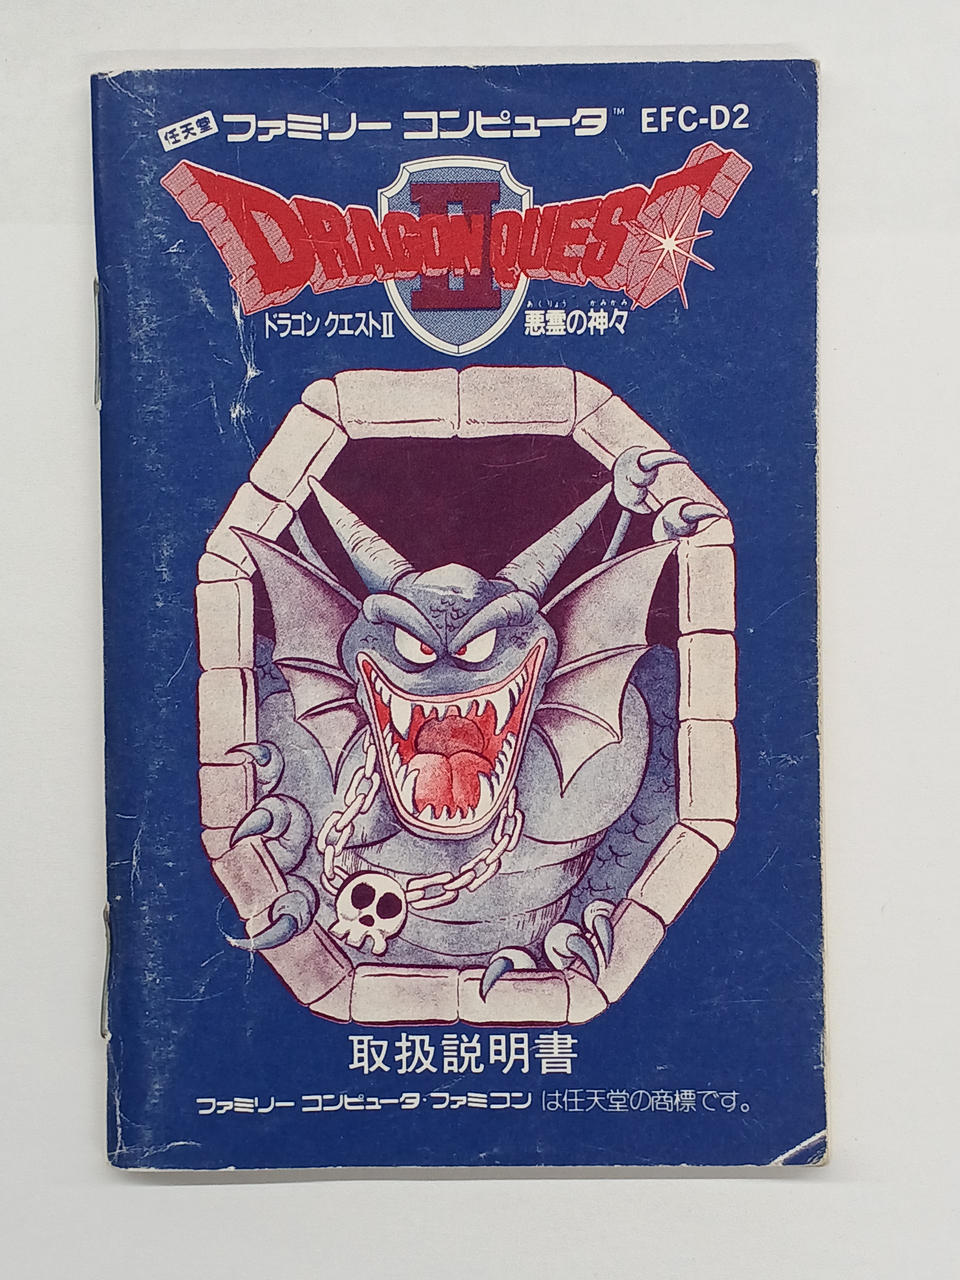 任天堂 ファミリー コンピュータ™ EFC-D2
DRAGON QUEST
II
ドラゴン クエストII
あくりょう かみがみ
悪霊の神々
取扱説明書
ファミリー コンピュータ・ファミコン は任天堂の商標です。